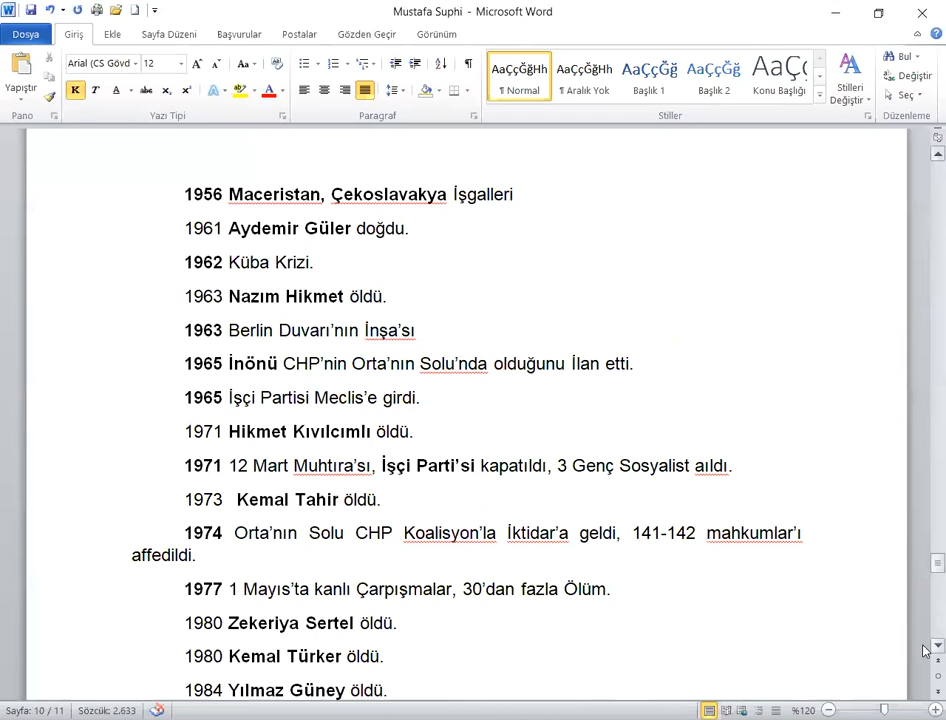 Mustafa Suphi - Microsoft Word
Dosya Giriş Ekle Sayfa Düzeni Başvurular Postalar Gözden Geçir Görünüm
Arial (CS Gövd 12
Yapıştır
K T A abc x₂ x²
AaÇçĞğHh AaÇçĞğHh AaÇçĞğ AaÇçĞğ AaÇç
¶ Normal ¶ Aralık Yok Başlık 1 Başlık 2 Konu Başlığı
Stilleri Değiştir
Bul
Değiştir
Seç
Pano Yazı Tipi Paragraf Stiller Düzenleme
1956 Maceristan, Çekoslavakya İşgalleri
1961 Aydemir Güler doğdu.
1962 Küba Krizi.
1963 Nazım Hikmet öldü.
1963 Berlin Duvarı’nın İnşa’sı
1965 İnönü CHP’nin Orta’nın Solu’nda olduğunu İlan etti.
1965 İşçi Partisi Meclis’e girdi.
1971 Hikmet Kıvılcımlı öldü.
1971 12 Mart Muhtıra’sı, İşçi Parti’si kapatıldı, 3 Genç Sosyalist aıldı.
1973 Kemal Tahir öldü.
1974 Orta’nın Solu CHP Koalisyon’la İktidar’a geldi, 141-142 mahkumlar’ı
affedildi.
1977 1 Mayıs’ta kanlı Çarpışmalar, 30’dan fazla Ölüm.
1980 Zekeriya Sertel öldü.
1980 Kemal Türker öldü.
1984 Yılmaz Güney öldü.
Sayfa: 10 / 11 Sözcük: 2.633 %120